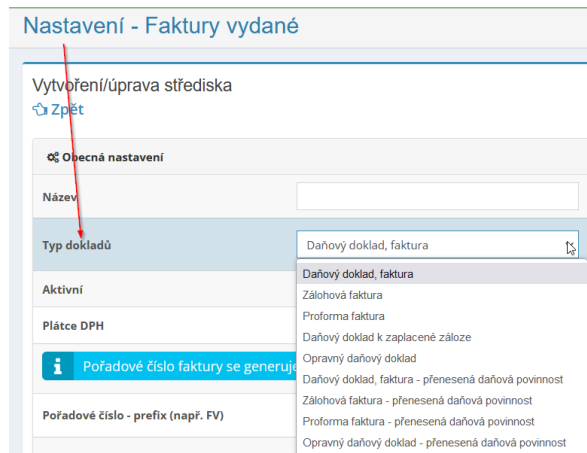 Nastavení - Faktury vydané
Vytvoření/úprava střediska
Zpět
Obecná nastavení
Název
Typ dokladů
Daňový doklad, faktura
Daňový doklad, faktura
Zálohová faktura
Proforma faktura
Daňový doklad k zaplacené záloze
Opravný daňový doklad
Daňový doklad, faktura - přenesená daňová povinnost
Zálohová faktura - přenesená daňová povinnost
Proforma faktura - přenesená daňová povinnost
Opravný daňový doklad - přenesená daňová povinnost
Aktivní
Plátce DPH
Pořadové číslo faktury se generuje
Pořadové číslo - prefix (např. FV)